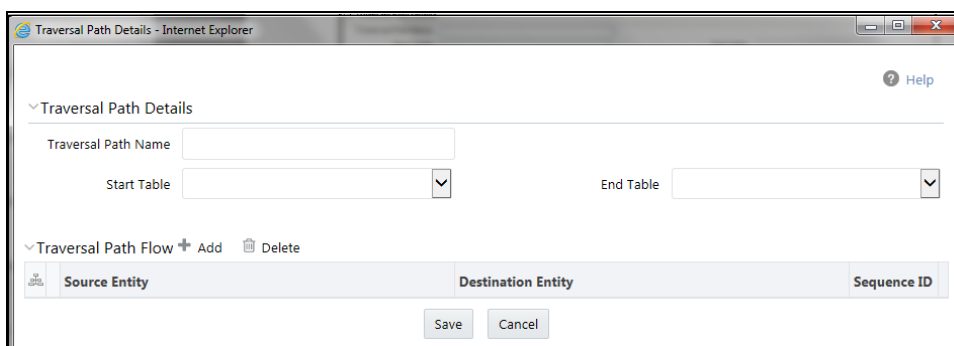 Traversal Path Details - Internet Explorer
Help
Traversal Path Details
Traversal Path Name
Start Table
End Table
Traversal Path Flow Add Delete
Source Entity Destination Entity Sequence ID
Save Cancel